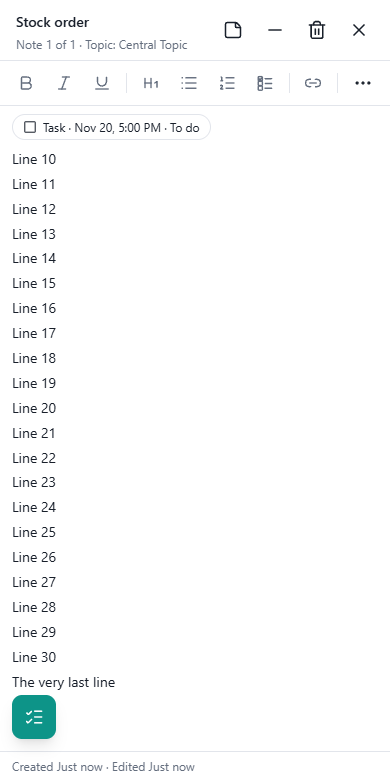 Stock order
Note 1 of 1 · Topic: Central Topic
B I U H1
Task · Nov 20, 5:00 PM · To do
Line 10
Line 11
Line 12
Line 13
Line 14
Line 15
Line 16
Line 17
Line 18
Line 19
Line 20
Line 21
Line 22
Line 23
Line 24
Line 25
Line 26
Line 27
Line 28
Line 29
Line 30
The very last line
Created Just now · Edited Just now